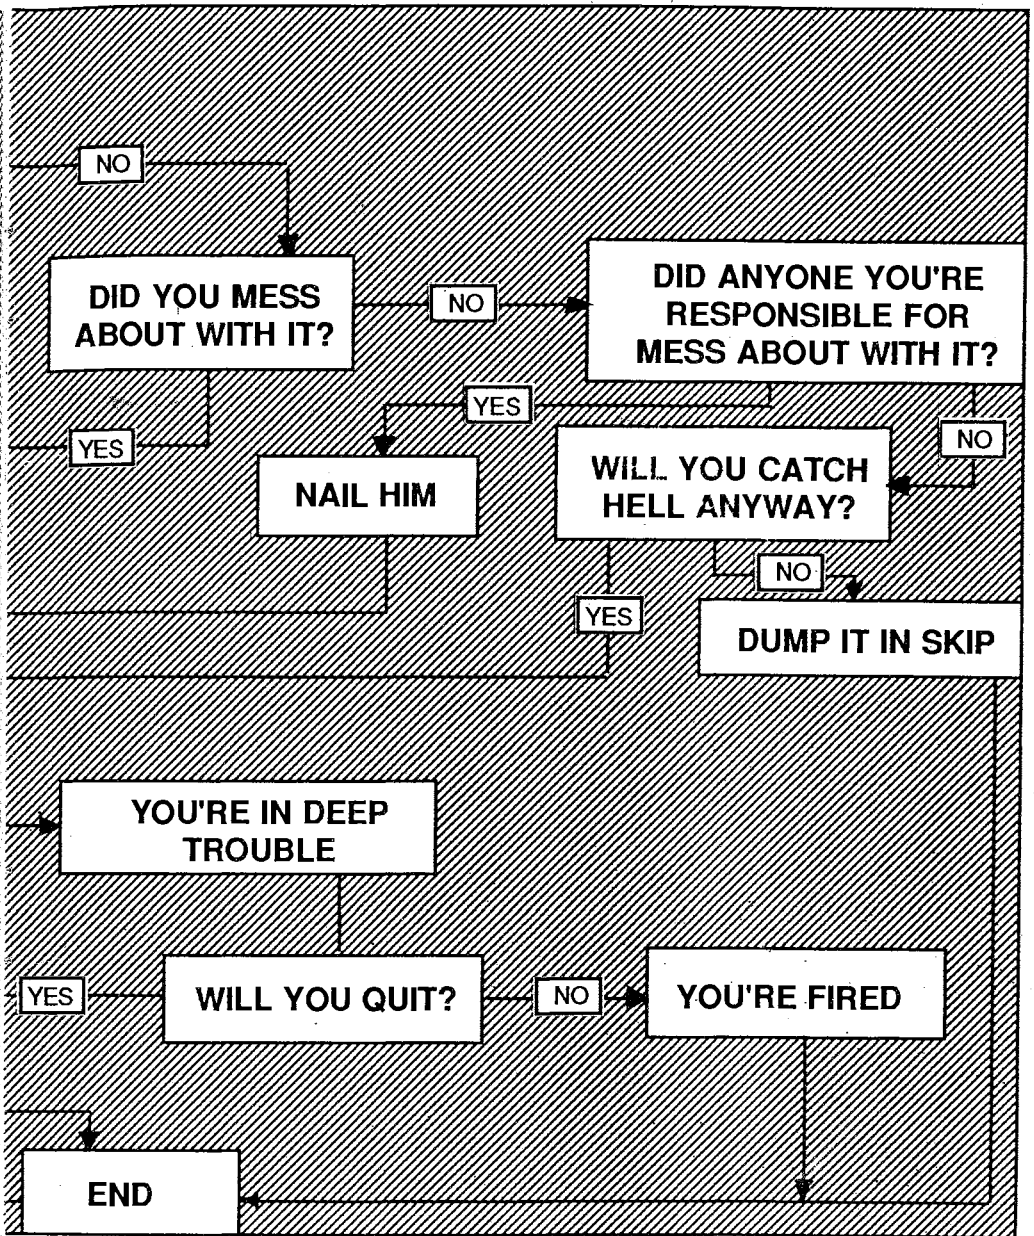 NO
DID YOU MESS
ABOUT WITH IT?
NO
DID ANYONE YOU'RE
RESPONSIBLE FOR
MESS ABOUT WITH IT?
YES
YES
NO
NAIL HIM
WILL YOU CATCH
HELL ANYWAY?
NO
YES
DUMP IT IN SKIP
YOU'RE IN DEEP
TROUBLE
YES
WILL YOU QUIT?
NO
YOU'RE FIRED
END